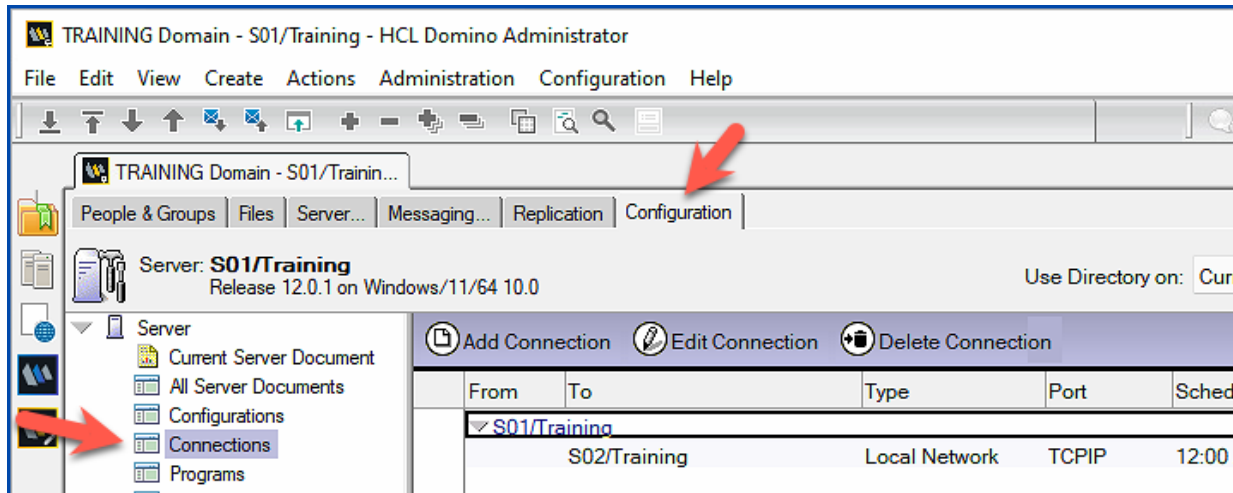 TRAINING Domain - S01/Training - HCL Domino Administrator
File Edit View Create Actions Administration Configuration Help
TRAINING Domain - S01/Trainin...
People & Groups Files Server... Messaging... Replication Configuration
Server: S01/Training
Release 12.0.1 on Windows/11/64 10.0
Use Directory on: Curr
Server
Current Server Document
All Server Documents
Configurations
Connections
Programs
Add Connection Edit Connection Delete Connection
From To Type Port Sched
S01/Training
S02/Training Local Network TCPIP 12:00